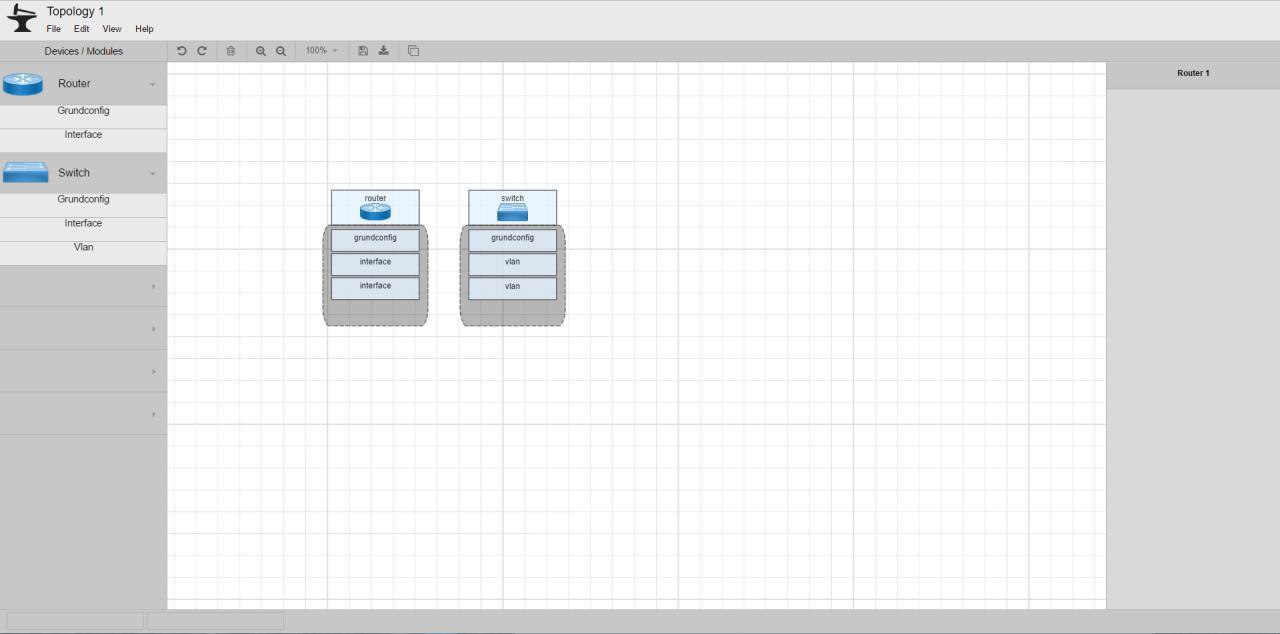 Topology 1
File Edit View Help
Devices / Modules
100%
Router
Grundconfig
Interface
Switch
Grundconfig
Interface
Vlan
router
grundconfig
interface
interface
switch
grundconfig
vlan
vlan
Router 1